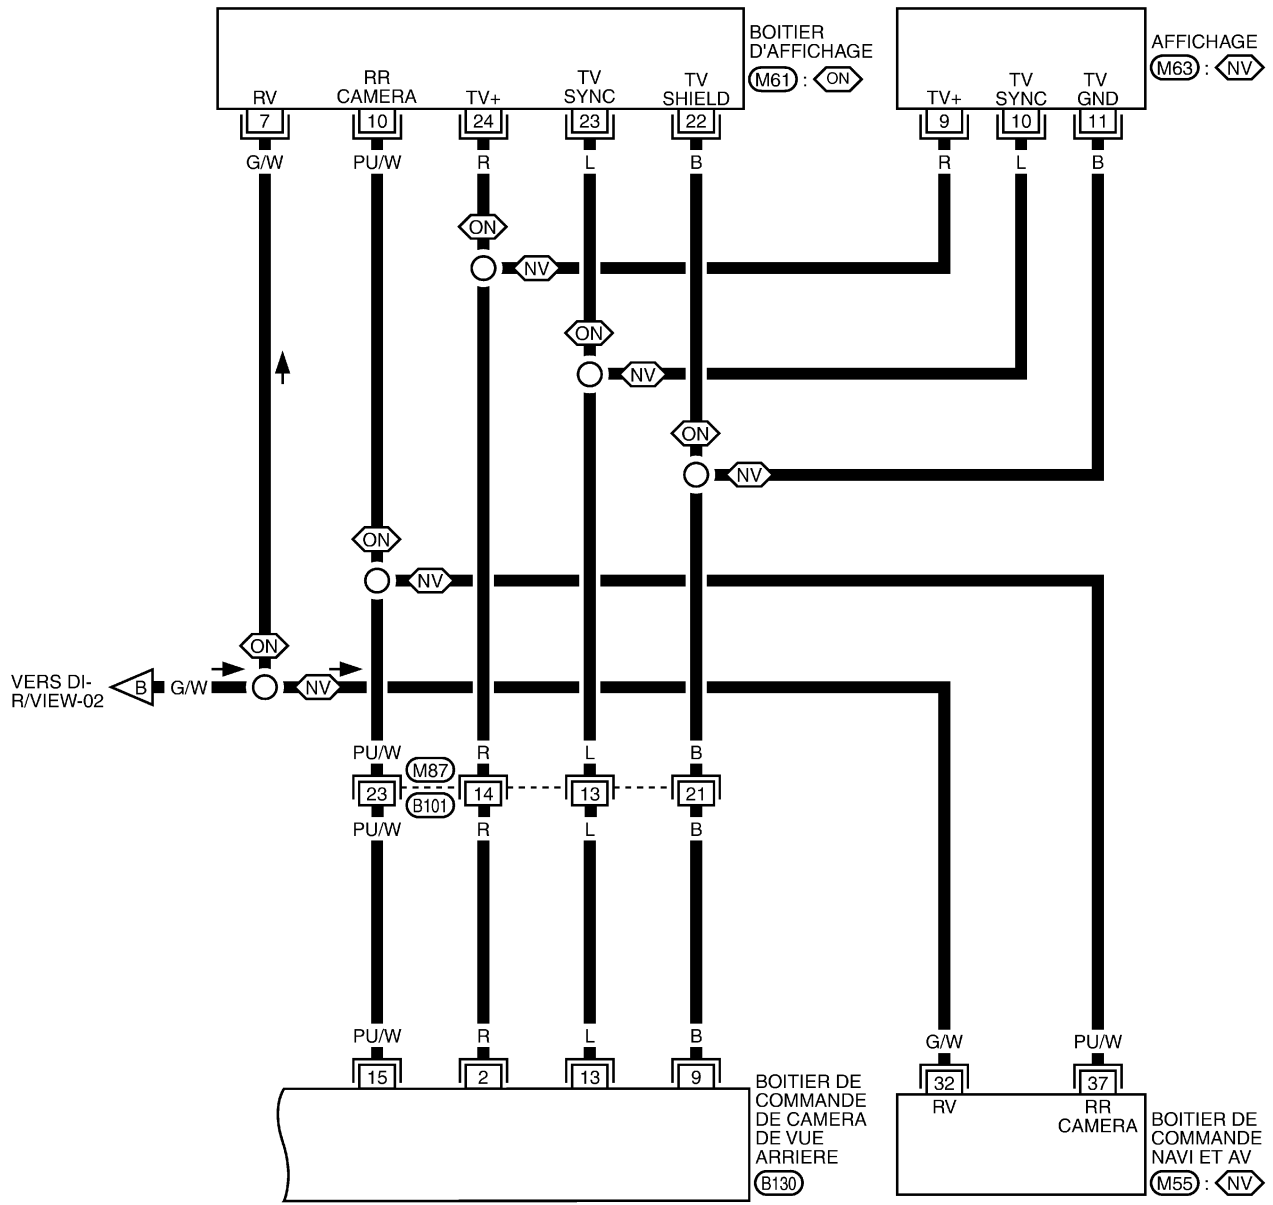 BOITIER
D'AFFICHAGE
M61 : ON
AFFICHAGE
M63 : NV
RV
RR
CAMERA
TV+
TV
SYNC
TV
SHIELD
TV+
TV
SYNC
TV
GND
7 10 24 23 22 9 10 11
G/W PU/W R L B R L B
ON
NV
ON
NV
ON
NV
ON
NV
ON
VERS DI-
R/VIEW-02
B G/W NV
PU/W R L B
M87
23 14 13 21
B101
PU/W R L B
PU/W R L B G/W PU/W
15 2 13 9 32 37
RV
RR
CAMERA
BOITIER DE
COMMANDE
DE CAMERA
DE VUE
ARRIERE
B130
BOITIER DE
COMMANDE
NAVI ET AV
M55 : NV